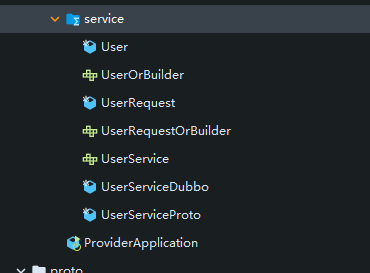 service
User
UserOrBuilder
UserRequest
UserRequestOrBuilder
UserService
UserServiceDubbo
UserServiceProto
ProviderApplication
proto